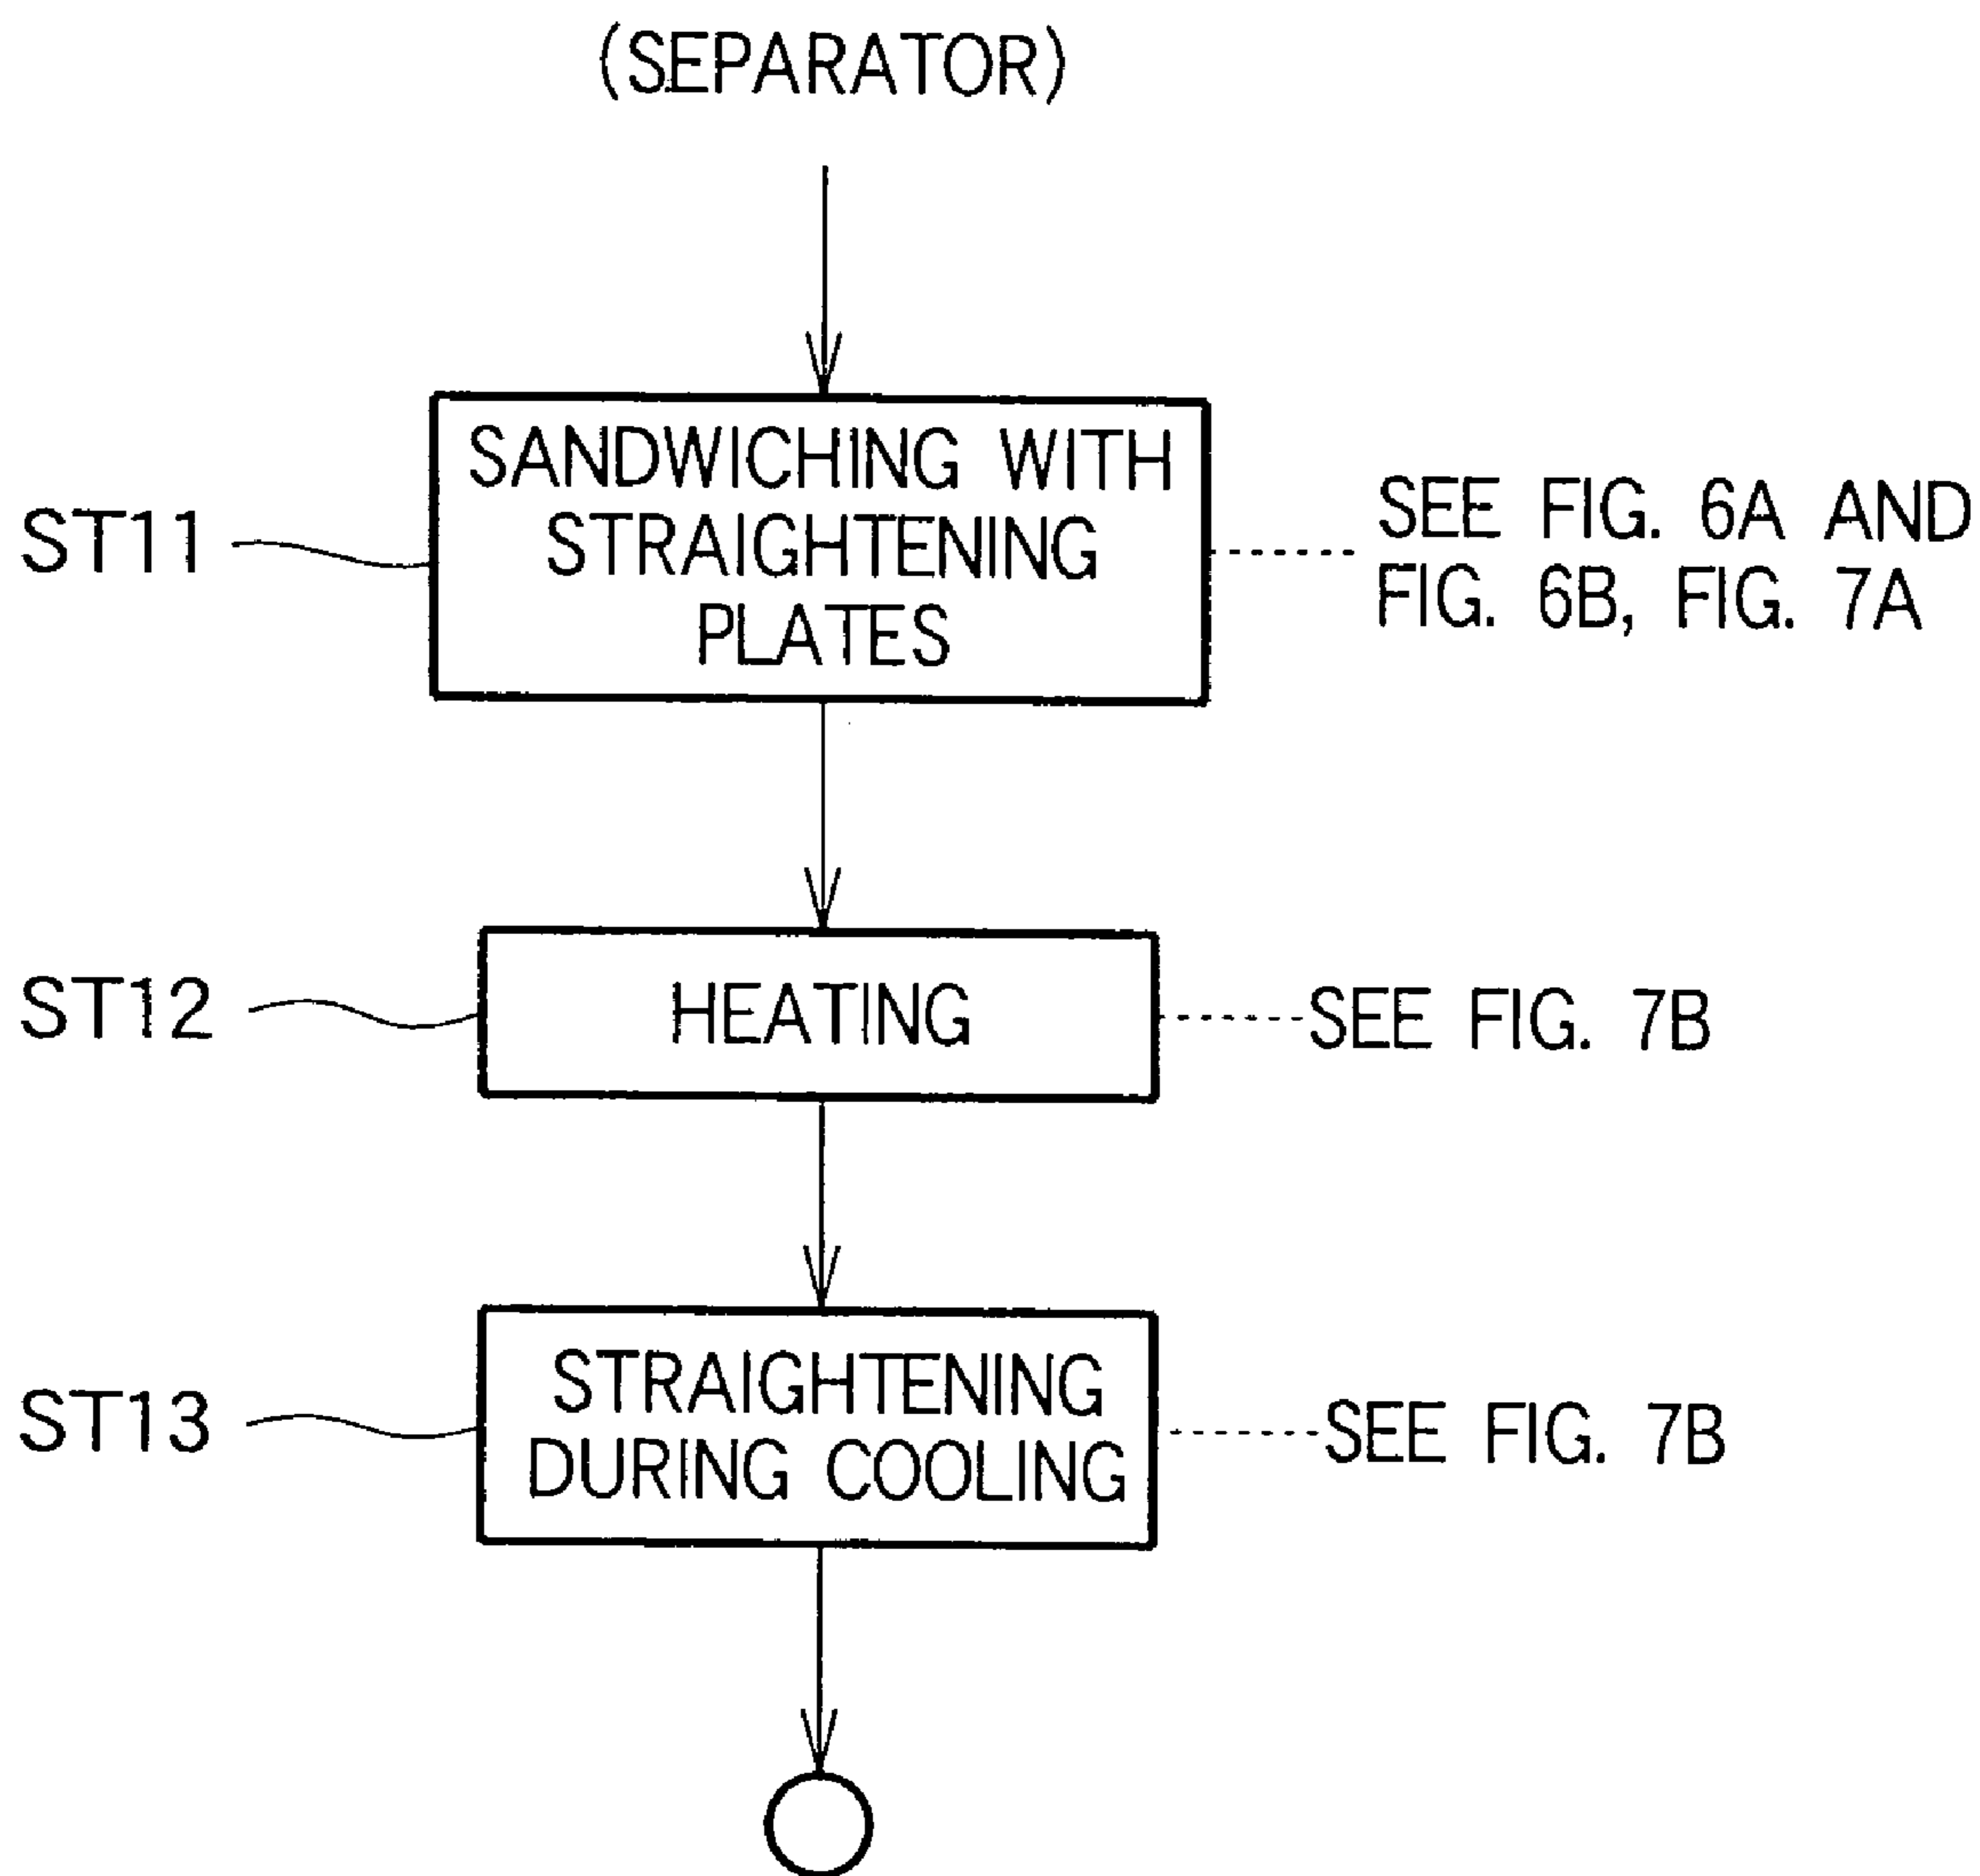 (SEPARATOR)
SANDWICHING WITH
STRAIGHTENING
PLATES
ST11
SEE FIG. 6A AND
FIG. 6B, FIG. 7A
ST12
HEATING
SEE FIG. 7B
ST13
STRAIGHTENING
DURING COOLING
SEE FIG. 7B